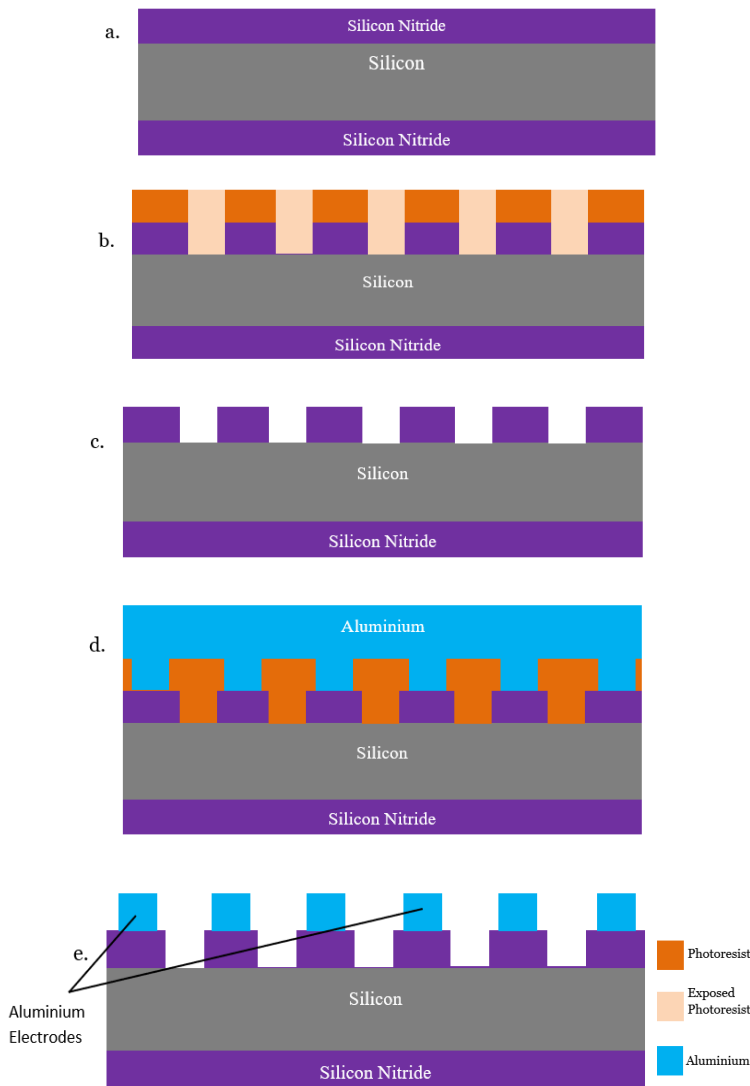 a.
Silicon Nitride
Silicon
Silicon Nitride
b.
Silicon
Silicon Nitride
c.
Silicon
Silicon Nitride
d.
Aluminium
Silicon
Silicon Nitride
e.
Silicon
Silicon Nitride
Aluminium
Electrodes
Photoresist
Exposed
Photoresist
Aluminium